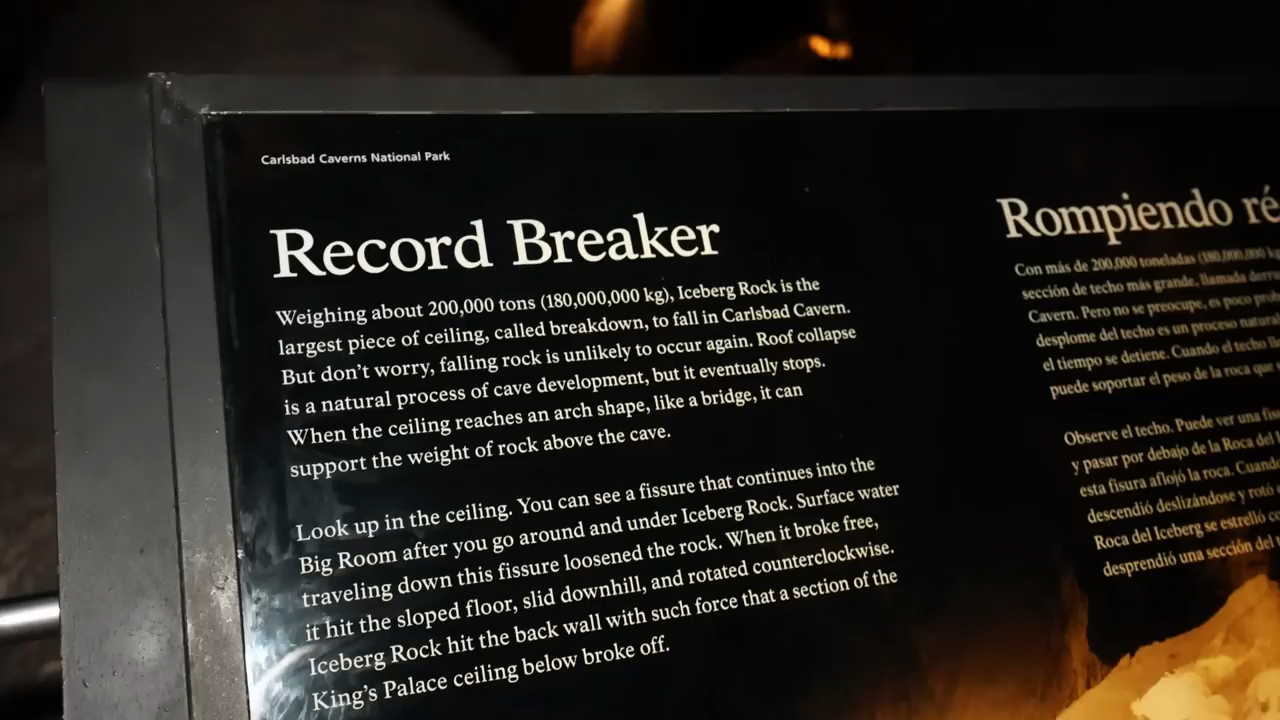 Carlsbad Caverns National Park
Record Breaker
Weighing about 200,000 tons (180,000,000 kg), Iceberg Rock is the
largest piece of ceiling, called breakdown, to fall in Carlsbad Cavern.
But don't worry, falling rock is unlikely to occur again. Roof collapse
is a natural process of cave development, but it eventually stops.
When the ceiling reaches an arch shape, like a bridge, it can
support the weight of rock above the cave.
Look up in the ceiling. You can see a fissure that continues into the
Big Room after you go around and under Iceberg Rock. Surface water
traveling down this fissure loosened the rock. When it broke free,
it hit the sloped floor, slid downhill, and rotated counterclockwise.
Iceberg Rock hit the back wall with such force that a section of the
King's Palace ceiling below broke off.
Rompiendo ré
Con más de 200,000 toneladas (180,000,000 kg
sección de techo más grande, llamada
Cavern. Pero no se preocupe, es poco
desplome del techo es un proceso natural
el tiempo se detiene. Cuando el techo
puede soportar el peso de la roca que
Observe el techo. Puede ver una
y pasar por debajo de la Roca del
esta fisura aflojó la roca.
descendió deslizándose y rotó
Roca del Iceberg se estrelló
desprendió una sección del